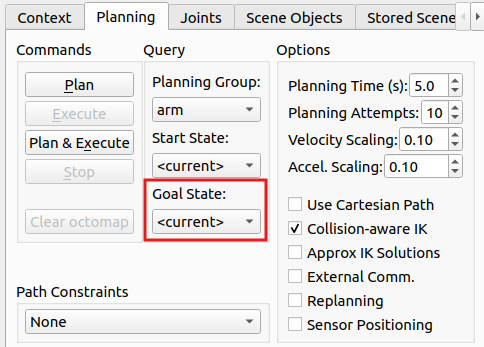 Context Planning Joints Scene Objects Stored Scene
Commands
Plan
Execute
Plan & Execute
Stop
Clear octomap
Query
Planning Group:
arm
Start State:
<current>
Goal State:
<current>
Options
Planning Time (s): 5.0
Planning Attempts: 10
Velocity Scaling: 0.10
Accel. Scaling: 0.10
Use Cartesian Path
Collision-aware IK
Approx IK Solutions
External Comm.
Replanning
Sensor Positioning
Path Constraints
None